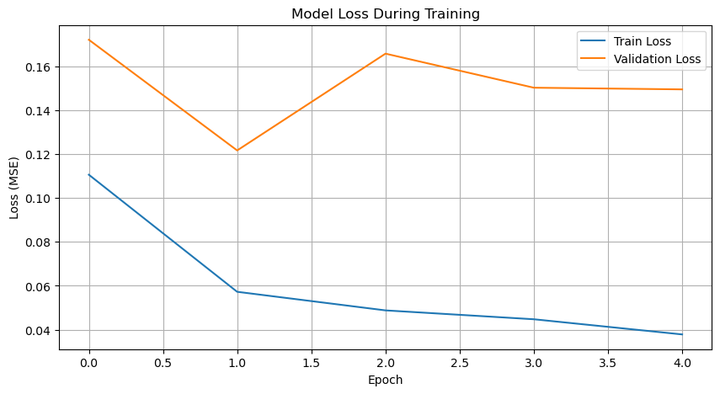 Model Loss During Training
Train Loss
Validation Loss
0.16
0.14
0.12
0.10
0.08
0.06
0.04
Loss (MSE)
0.0 0.5 1.0 1.5 2.0 2.5 3.0 3.5 4.0
Epoch